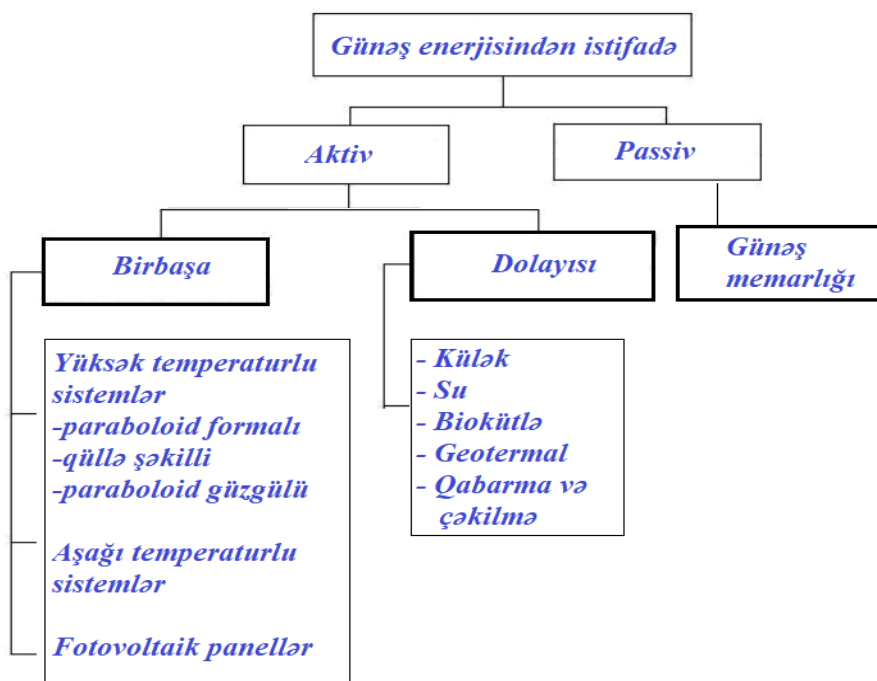 Günəş enerjisindən istifadə
Aktiv
Passiv
Birbaşa
Dolayısı
Günəş
memarlığı
Yüksək temperaturlu
sistemlər
-paraboloid formalı
-qüllə şəkilli
-paraboloid güzgülü
Aşağı temperaturlu
sistemlər
Fotovoltaik panellər
- Külək
- Su
- Biokütlə
- Geotermal
- Qabarma və
çəkilmə